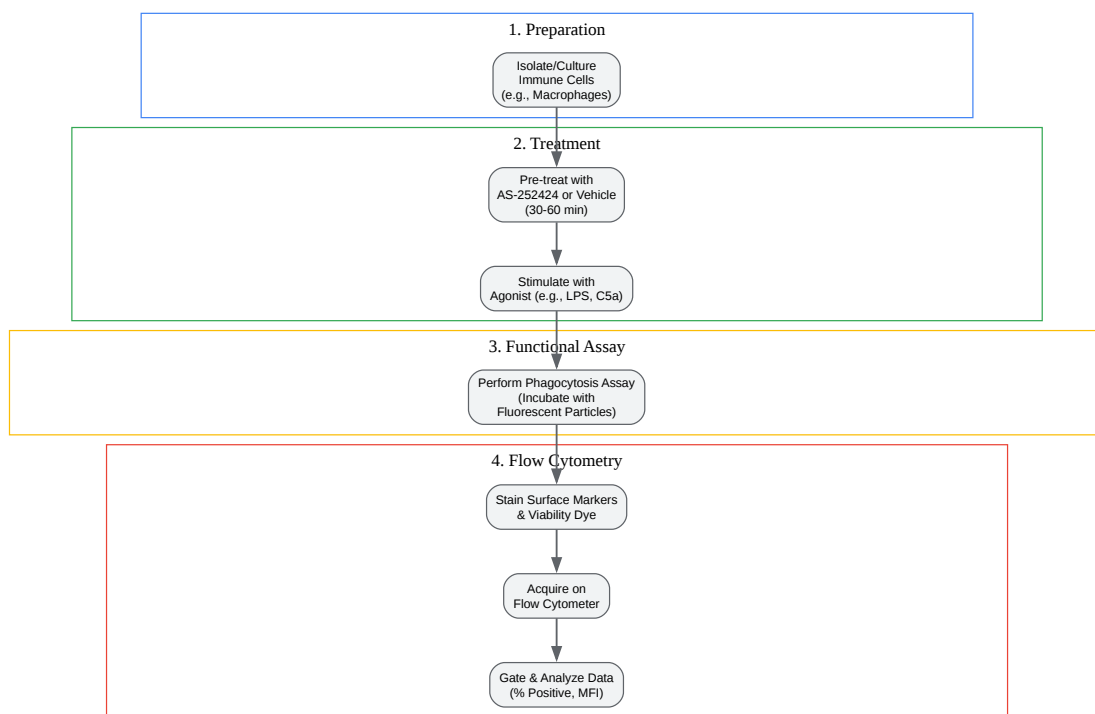 1. Preparation
Isolate/Culture
Immune Cells
(e.g., Macrophages)
2. Treatment
Pre-treat with
AS-252424 or Vehicle
(30-60 min)
Stimulate with
Agonist (e.g., LPS, C5a)
3. Functional Assay
Perform Phagocytosis Assay
(Incubate with
Fluorescent Particles)
4. Flow Cytometry
Stain Surface Markers
& Viability Dye
Acquire on
Flow Cytometer
Gate & Analyze Data
(% Positive, MFI)